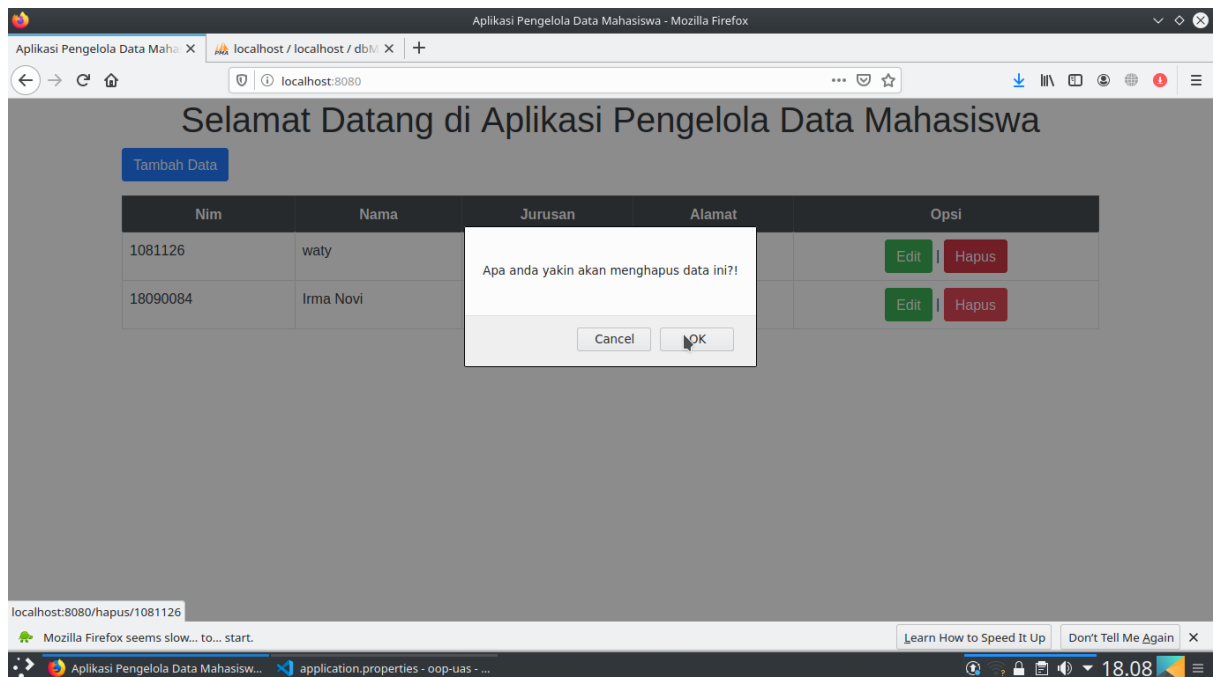 Aplikasi Pengelola Data Mahasiswa - Mozilla Firefox
Aplikasi Pengelola Data Maha
PMA localhost / localhost / dbM
localhost:8080
Selamat Datang di Aplikasi Pengelola Data Mahasiswa
Tambah Data
Nim Nama Jurusan Alamat Opsi
1081126 waty Edit | Hapus
Apa anda yakin akan menghapus data ini?!
18090084 Irma Novi Edit | Hapus
Cancel OK
localhost:8080/hapus/1081126
Mozilla Firefox seems slow... to... start. Learn How to Speed It Up Don't Tell Me Again
Aplikasi Pengelola Data Mahasisw... application.properties - oop-uas - ... 18.08